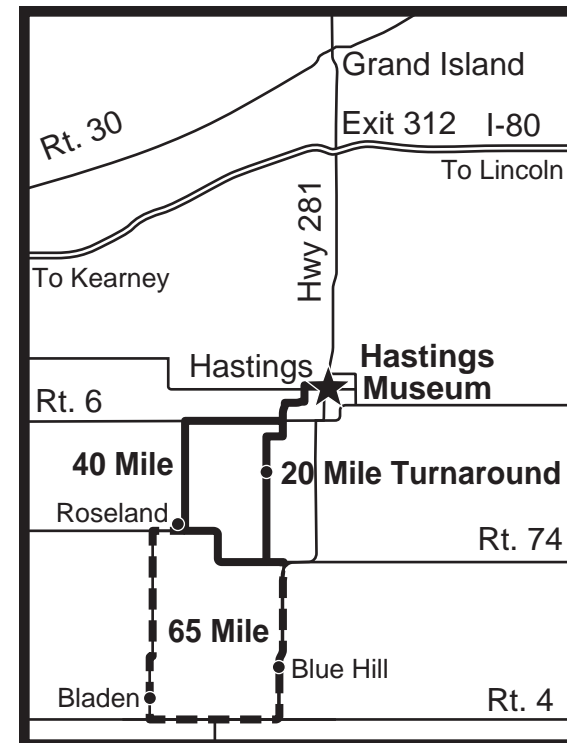 Grand Island
Rt. 30
Exit 312 I-80
To Lincoln
Hwy 281
To Kearney
Hastings
Hastings
Museum
Rt. 6
40 Mile
20 Mile Turnaround
Roseland
Rt. 74
65 Mile
Blue Hill
Bladen
Rt. 4